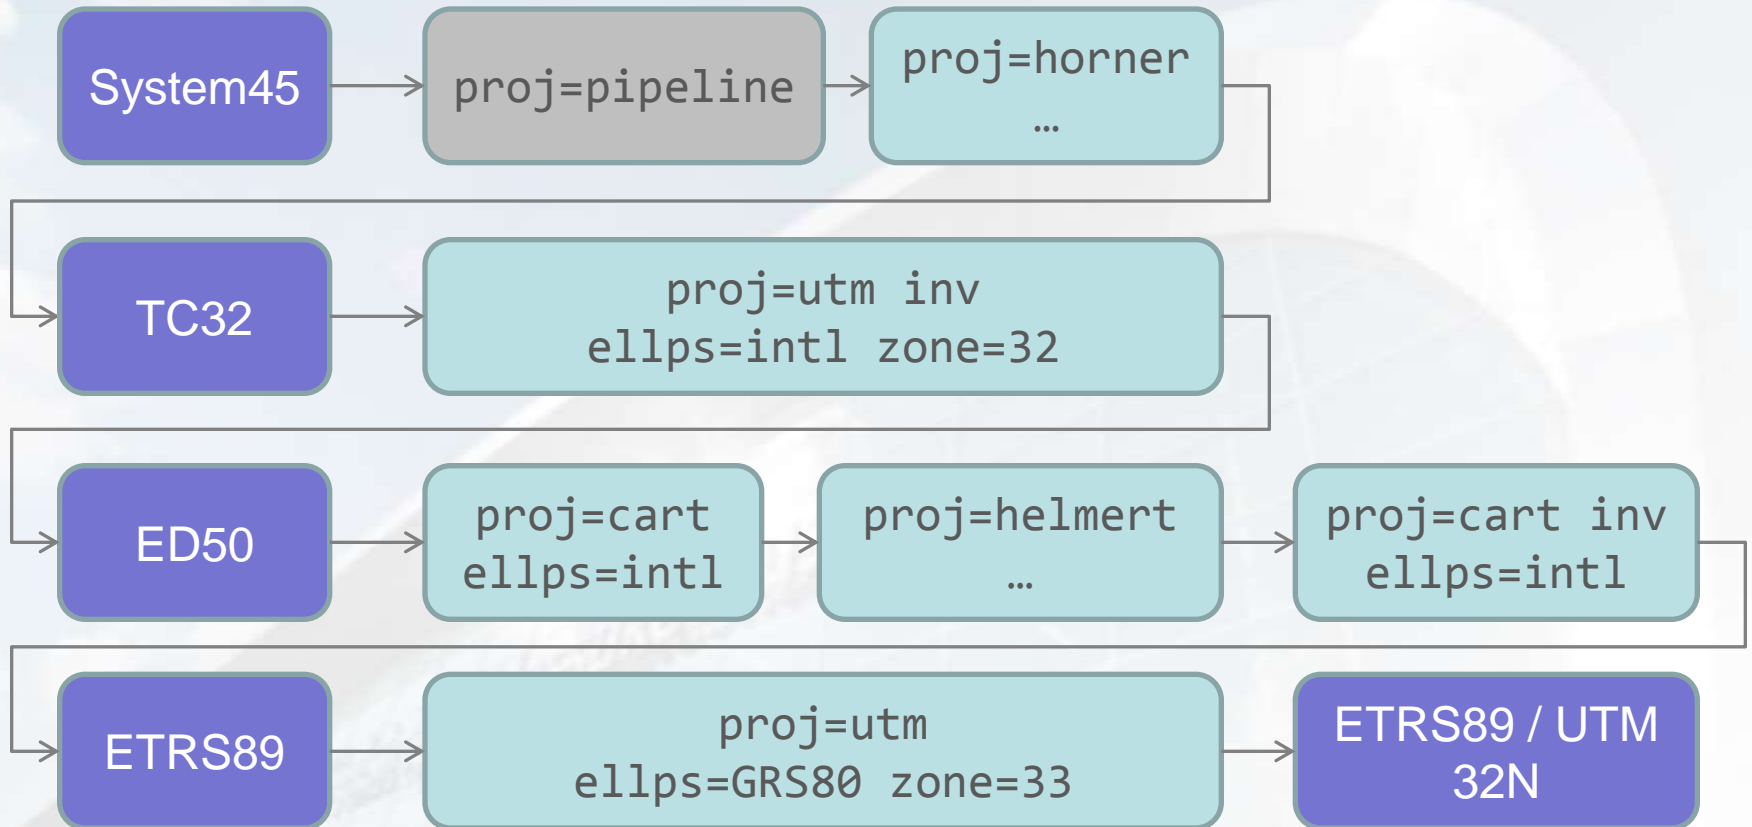 System45
proj=pipeline
proj=horner
…
TC32
proj=utm inv
ellps=intl zone=32
ED50
proj=cart
ellps=intl
proj=helmert
…
proj=cart inv
ellps=intl
ETRS89
proj=utm
ellps=GRS80 zone=33
ETRS89 / UTM
32N